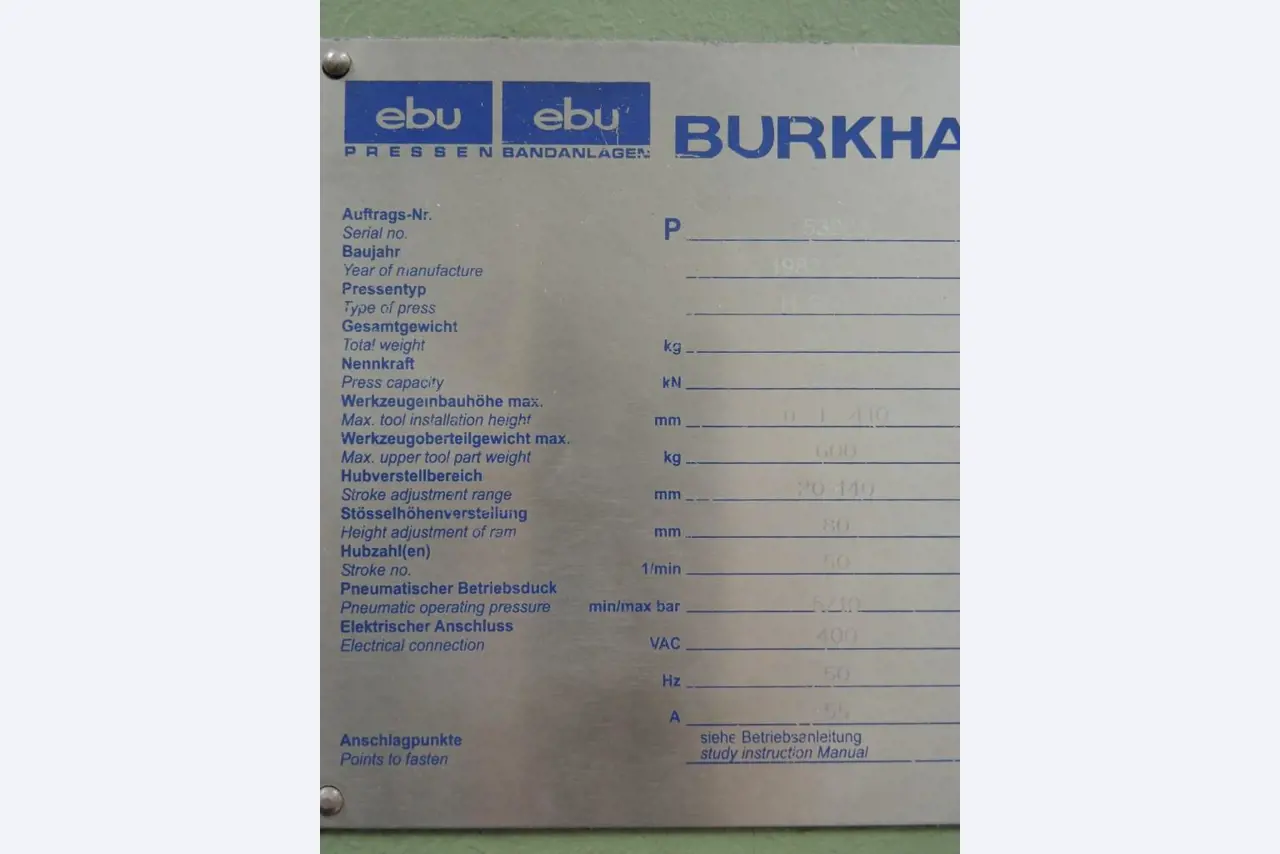 ebu ebu BURKHA
PRESSEN BANDANLAGEN
Auftrags-Nr. P
Serial no.
Baujahr
Year of manufacture
Pressentyp
Type of press
Gesamtgewicht
Total weight kg
Nennkraft
Press capacity kN
Werkzeugeinbauhöhe max.
Max. tool installation height mm 410
Werkzeugoberteilgewicht max.
Max. upper tool part weight kg 600
Hubverstellbereich
Stroke adjustment range mm 20-140
Stösselhöhenverstellung
Height adjustment of ram mm 80
Hubzahl(en)
Stroke no. 1/min 50
Pneumatischer Betriebsduck
Pneumatic operating pressure min/max bar
Elektrischer Anschluss
Electrical connection VAC 400
Hz 50
A
Anschlagpunkte siehe Betriebsanleitung
Points to fasten study instruction Manual